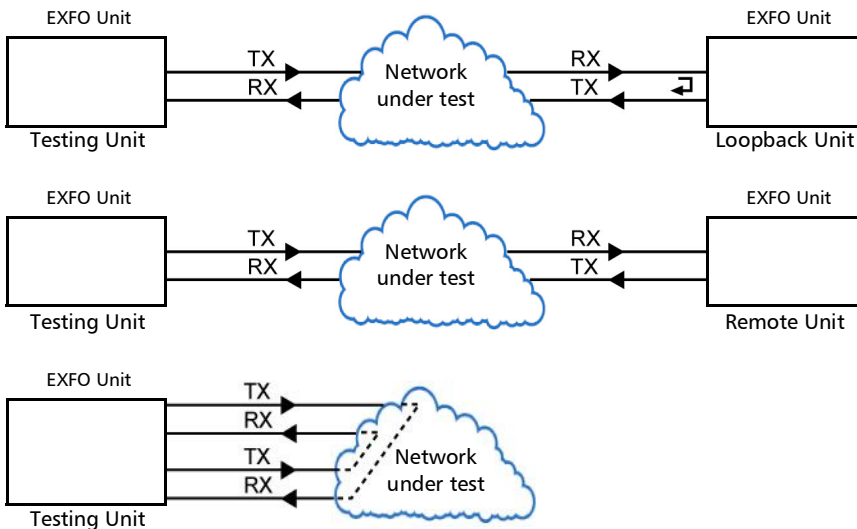 EXFO Unit
EXFO Unit
TX
RX
RX
TX
Network
under test
Testing Unit
Loopback Unit
EXFO Unit
EXFO Unit
TX
RX
RX
TX
Network
under test
Testing Unit
Remote Unit
EXFO Unit
TX
RX
TX
RX
Network
under test
Testing Unit